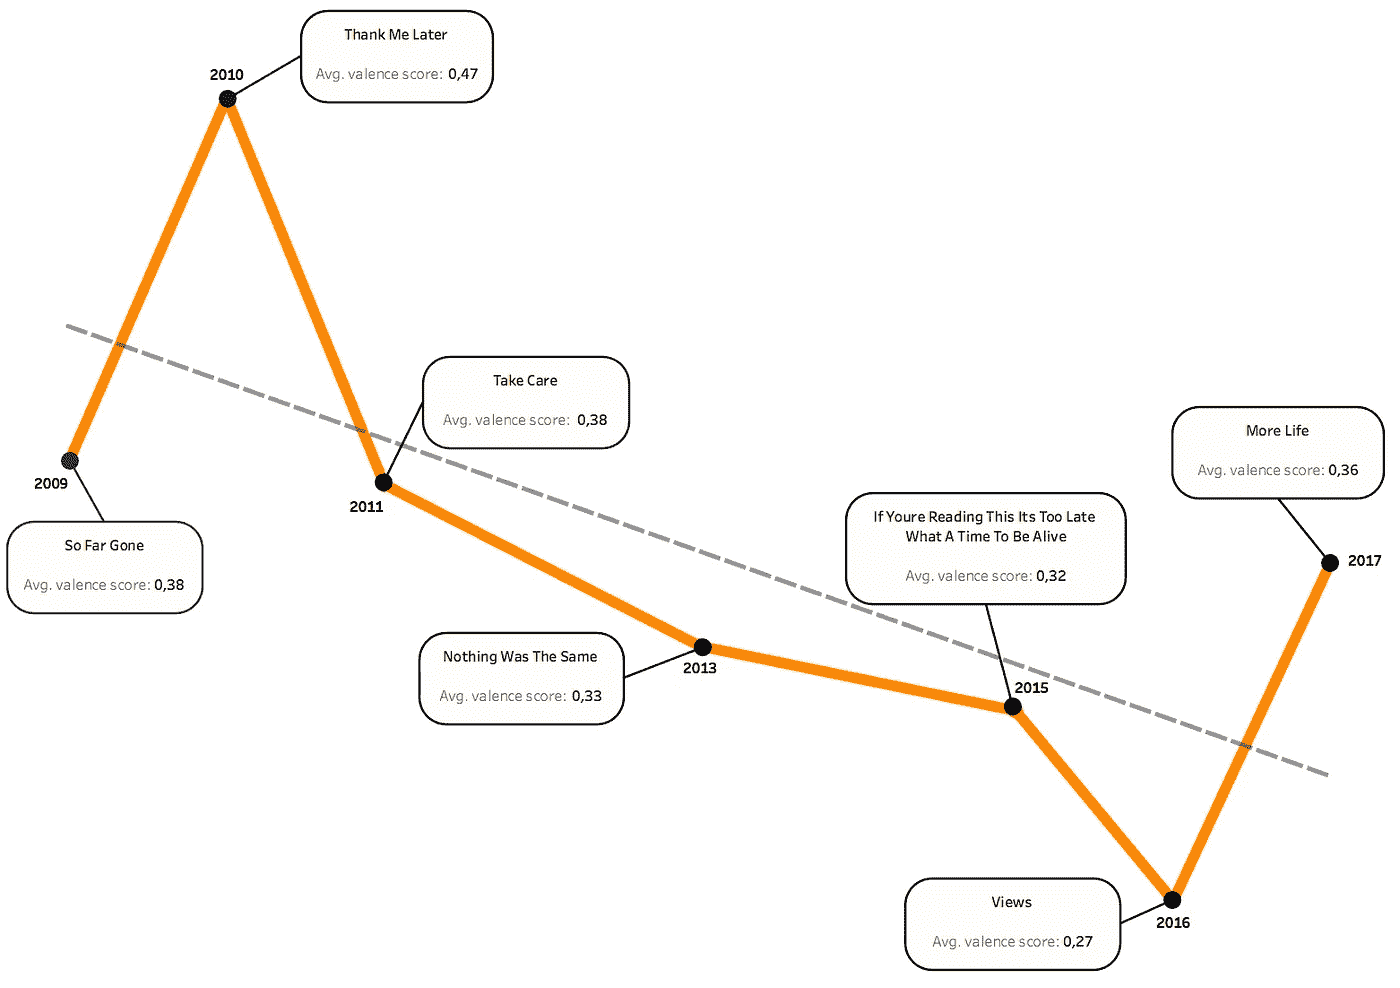 Thank Me Later
Avg. valence score: 0,47
2010
Take Care
Avg. valence score: 0,38
2011
2009
So Far Gone
Avg. valence score: 0,38
More Life
Avg. valence score: 0,36
2017
If Youre Reading This Its Too Late
What A Time To Be Alive
Avg. valence score: 0,32
2015
Nothing Was The Same
Avg. valence score: 0,33
2013
Views
Avg. valence score: 0,27
2016